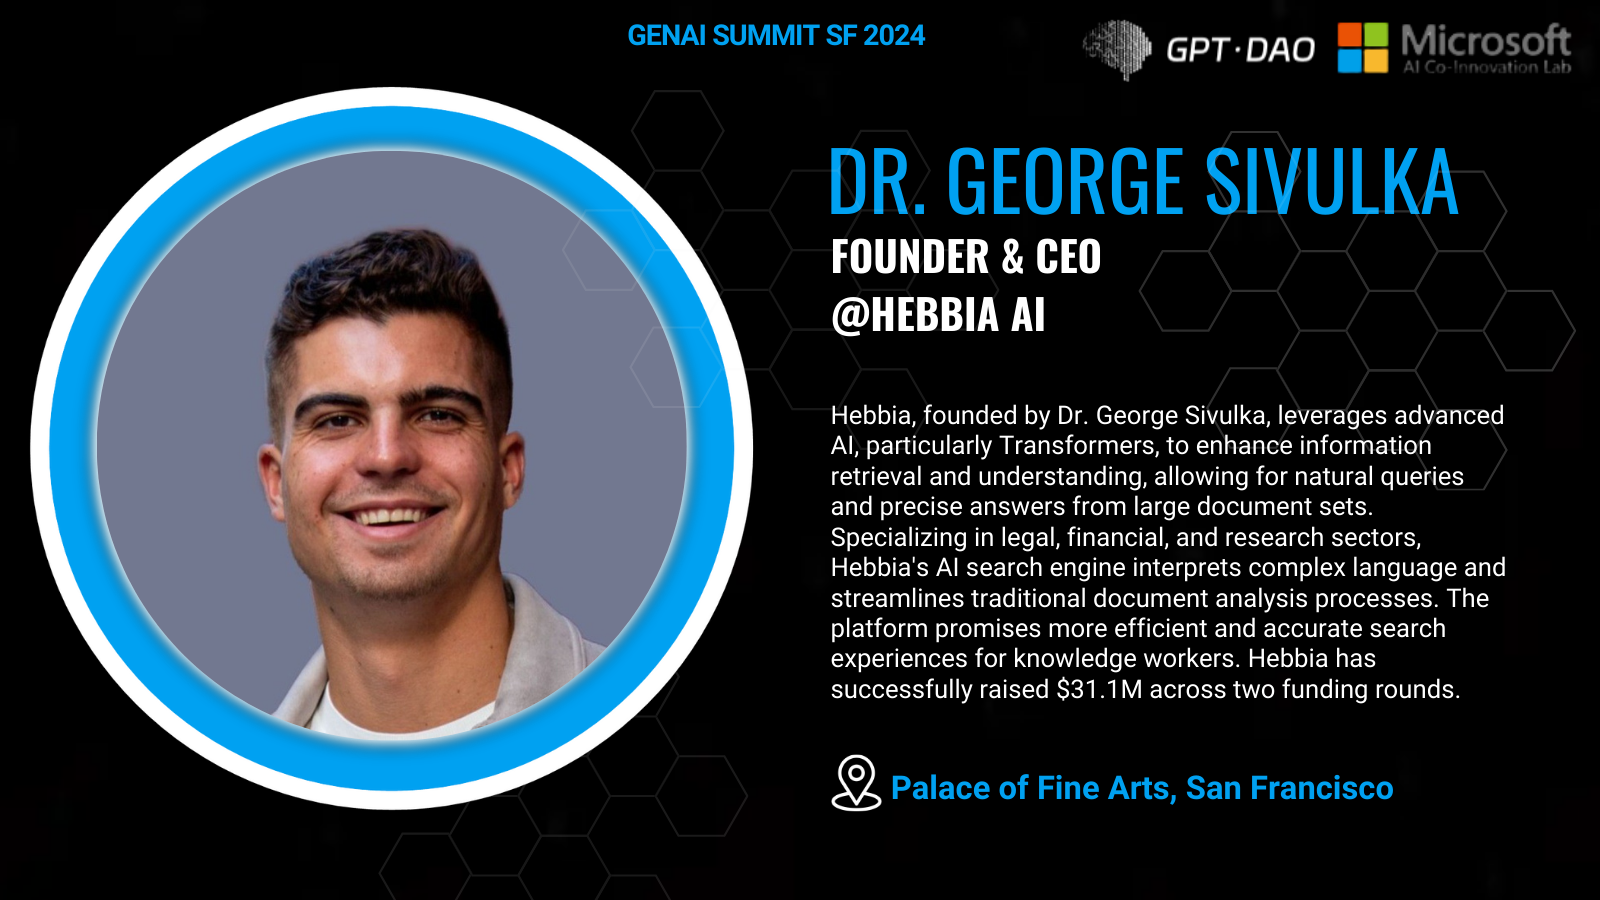 GENAI SUMMIT SF 2024
GPT·DAO
Microsoft
AI Co-Innovation Lab
DR. GEORGE SIVULKA
FOUNDER & CEO
@HEBBIA AI
Hebbia, founded by Dr. George Sivulka, leverages advanced
AI, particularly Transformers, to enhance information
retrieval and understanding, allowing for natural queries
and precise answers from large document sets.
Specializing in legal, financial, and research sectors,
Hebbia's AI search engine interprets complex language and
streamlines traditional document analysis processes. The
platform promises more efficient and accurate search
experiences for knowledge workers. Hebbia has
successfully raised $31.1M across two funding rounds.
Palace of Fine Arts, San Francisco